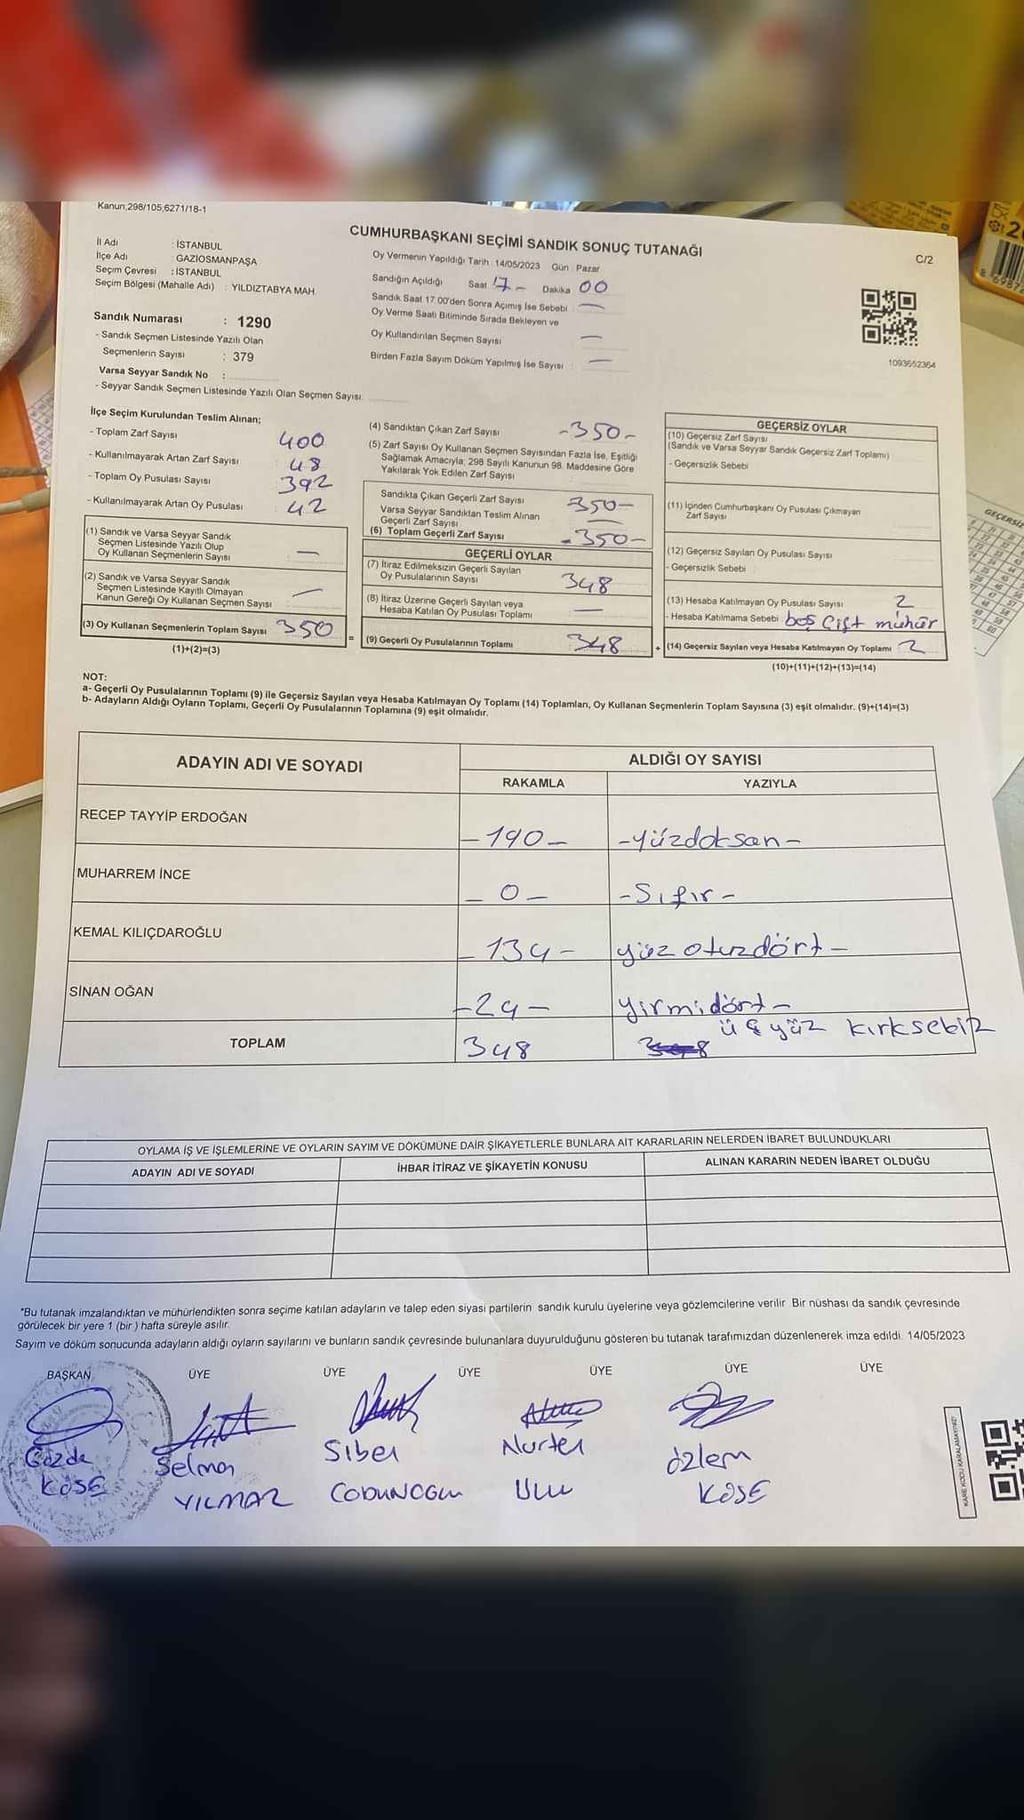 Kanun,298/105,6271/18-1
CUMHURBAŞKANI SEÇİMİ SANDIK SONUÇ TUTANAĞI
C/2
İl Adı : İSTANBUL
İlçe Adı : GAZİOSMANPAŞA
Seçim Çevresi : İSTANBUL
Seçim Bölgesi (Mahalle Adı) : YILDIZTABYA MAH.
Oy Vermenin Yapıldığı Tarih : 14/05/2023 Gün : Pazar
Sandığın Açıldığı Saat 17- Dakika 00
Sandık Saat 17.00'den Sonra Açımış İse Sebebi : —
Oy Verme Saati Bitiminde Sırada Bekleyen ve
Oy Kullandırılan Seçmen Sayısı —
Birden Fazla Sayım Döküm Yapılmış İse Sayısı : —
1093652364
Sandık Numarası : 1290
- Sandık Seçmen Listesinde Yazılı Olan
Seçmenlerin Sayısı : 379
Varsa Seyyar Sandık No :
- Seyyar Sandık Seçmen Listesinde Yazılı Olan Seçmen Sayısı:
İlçe Seçim Kurulundan Teslim Alınan;
- Toplam Zarf Sayısı 400
- Kullanılmayarak Artan Zarf Sayısı 48
- Toplam Oy Pusulası Sayısı 392
- Kullanılmayarak Artan Oy Pusulası 42
(1) Sandık ve Varsa Seyyar Sandık
Seçmen Listesinde Yazılı Olup
Oy Kullanan Seçmenlerin Sayısı —
(2) Sandık ve Varsa Seyyar Sandık
Seçmen Listesinde Kayıtlı Olmayan
Kanun Gereği Oy Kullanan Seçmen Sayısı —
(3) Oy Kullanan Seçmenlerin Toplam Sayısı 350
(1)+(2)=(3)
=
(4) Sandıktan Çıkan Zarf Sayısı -350-
(5) Zarf Sayısı Oy Kullanan Seçmen Sayısından Fazla İse, Eşitliği
Sağlamak Amacıyla; 298 Sayılı Kanunun 98. Maddesine Göre
Yakılarak Yok Edilen Zarf Sayısı
Sandıkta Çıkan Geçerli Zarf Sayısı 350-
Varsa Seyyar Sandıktan Teslim Alınan
Geçerli Zarf Sayısı —
(6) Toplam Geçerli Zarf Sayısı -350-
GEÇERLİ OYLAR
(7) İtiraz Edilmeksizin Geçerli Sayılan
Oy Pusulalarının Sayısı 348
(8) İtiraz Üzerine Geçerli Sayılan veya
Hesaba Katılan Oy Pusulası Toplamı —
(9) Geçerli Oy Pusulalarının Toplamı 348
+
GEÇERSİZ OYLAR
(10) Geçersiz Zarf Sayısı
(Sandık ve Varsa Seyyar Sandık Geçersiz Zarf Toplamı)
- Geçersizlik Sebebi
(11) İçinden Cumhurbaşkanı Oy Pusulası Çıkmayan
Zarf Sayısı
(12) Geçersiz Sayılan Oy Pusulası Sayısı
- Geçersizlik Sebebi :
(13) Hesaba Katılmayan Oy Pusulası Sayısı 2
- Hesaba Katılmama Sebebi : boş Çift mühür
(14) Geçersiz Sayılan veya Hesaba Katılmayan Oy Toplamı 2
(10)+(11)+(12)+(13)=(14)
NOT:
a- Geçerli Oy Pusulalarının Toplamı (9) ile Geçersiz Sayılan veya Hesaba Katılmayan Oy Toplamı (14) Toplamları, Oy Kullanan Seçmenlerin Toplam Sayısına (3) eşit olmalıdır. (9)+(14)=(3)
b- Adayların Aldığı Oyların Toplamı, Geçerli Oy Pusulalarının Toplamına (9) eşit olmalıdır.
ADAYIN ADI VE SOYADI
ALDIĞI OY SAYISI
RAKAMLA YAZIYLA
RECEP TAYYİP ERDOĞAN -190- -yüzdoksan-
MUHARREM İNCE - 0 - -Sıfır-
KEMAL KILIÇDAROĞLU - 134- yüz otuzdört-
SİNAN OĞAN -24- yirmidört-
TOPLAM 348 üçyüz kırksekiz
OYLAMA İŞ VE İŞLEMLERİNE VE OYLARIN SAYIM VE DÖKÜMÜNE DAİR ŞİKAYETLERLE BUNLARA AİT KARARLARIN NELERDEN İBARET BULUNDUKLARI
ADAYIN ADI VE SOYADI İHBAR İTİRAZ VE ŞİKAYETİN KONUSU ALINAN KARARIN NEDEN İBARET OLDUĞU
*Bu tutanak imzalandıktan ve mühürlendikten sonra seçime katılan adayların ve talep eden siyasi partilerin sandık kurulu üyelerine veya gözlemcilerine verilir. Bir nüshası da sandık çevresinde
görülecek bir yere 1 (bir ) hafta süreyle asılır.
Sayım ve döküm sonucunda adayların aldığı oyların sayılarını ve bunların sandık çevresinde bulunanlara duyurulduğunu gösteren bu tutanak tarafımızdan düzenlenerek imza edildi. 14/05/2023
BAŞKAN ÜYE ÜYE ÜYE ÜYE ÜYE ÜYE
Gözde Selman Sibel Nurten özlem
KÖSE YILMAZ KÖSE
KARE KODU KARALAMAYINIZ!
GEÇERSİZ